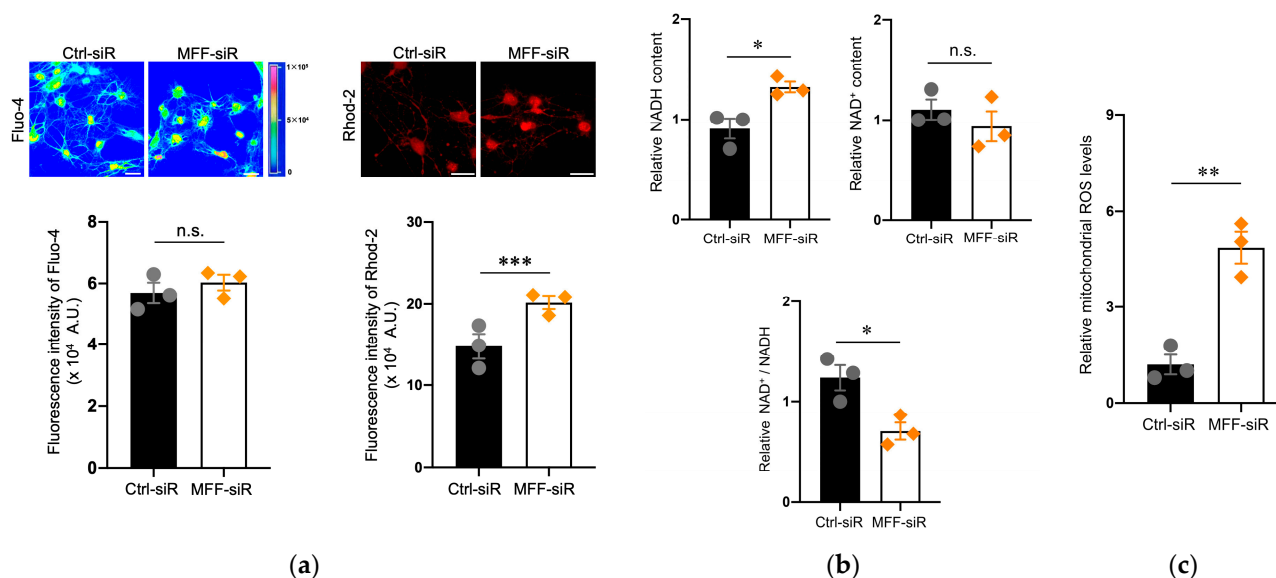 Ctrl-siR
MFF-siR
Fluo-4
1×10⁵
5×10⁴
0
Ctrl-siR
MFF-siR
Rhod-2
Fluorescence intensity of Fluo-4
(x 10⁴ A.U.)
8
6
4
2
0
n.s.
Ctrl-siR
MFF-siR
Fluorescence intensity of Rhod-2
(x 10⁴ A.U.)
30
20
10
0
***
Ctrl-siR
MFF-siR
(a)
Relative NADH content
2
1
0
*
Ctrl-siR
MFF-siR
Relative NAD⁺ content
2
1
0
n.s.
Ctrl-siR
MFF-siR
Relative NAD⁺ / NADH
2
1
0
*
Ctrl-siR
MFF-siR
(b)
Relative mitochondrial ROS levels
9
6
3
0
**
Ctrl-siR
MFF-siR
(c)